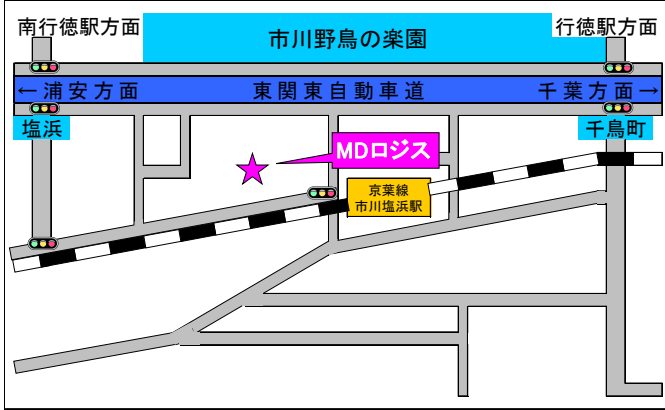 南行徳駅方面
市川野鳥の楽園
行徳駅方面
←浦安方面
東関東自動車道
千葉方面→
塩浜
千鳥町
MDロジス
京葉線
市川塩浜駅